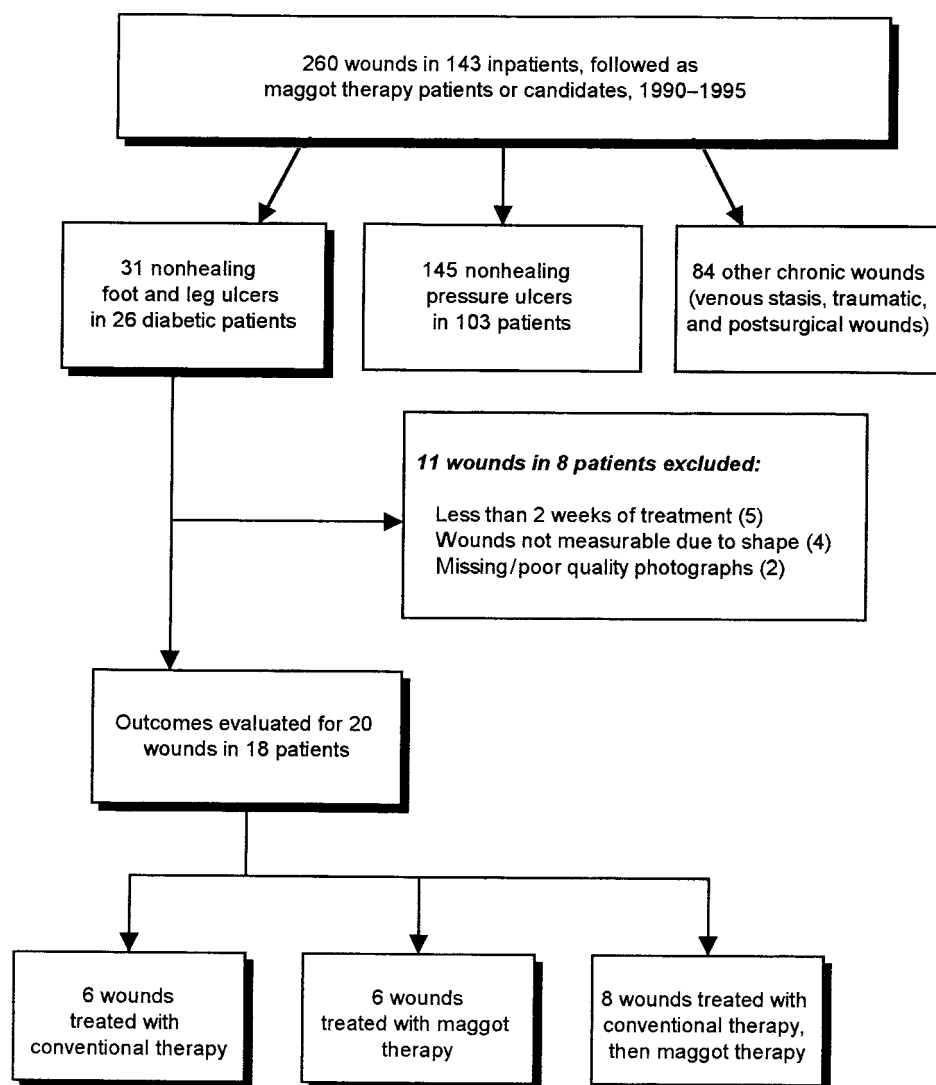 260 wounds in 143 inpatients, followed as
maggot therapy patients or candidates, 1990–1995
31 nonhealing
foot and leg ulcers
in 26 diabetic patients
145 nonhealing
pressure ulcers
in 103 patients
84 other chronic wounds
(venous stasis, traumatic,
and postsurgical wounds)
11 wounds in 8 patients excluded:
Less than 2 weeks of treatment (5)
Wounds not measurable due to shape (4)
Missing/poor quality photographs (2)
Outcomes evaluated for 20
wounds in 18 patients
6 wounds
treated with
conventional therapy
6 wounds
treated with maggot
therapy
8 wounds treated with
conventional therapy,
then maggot therapy